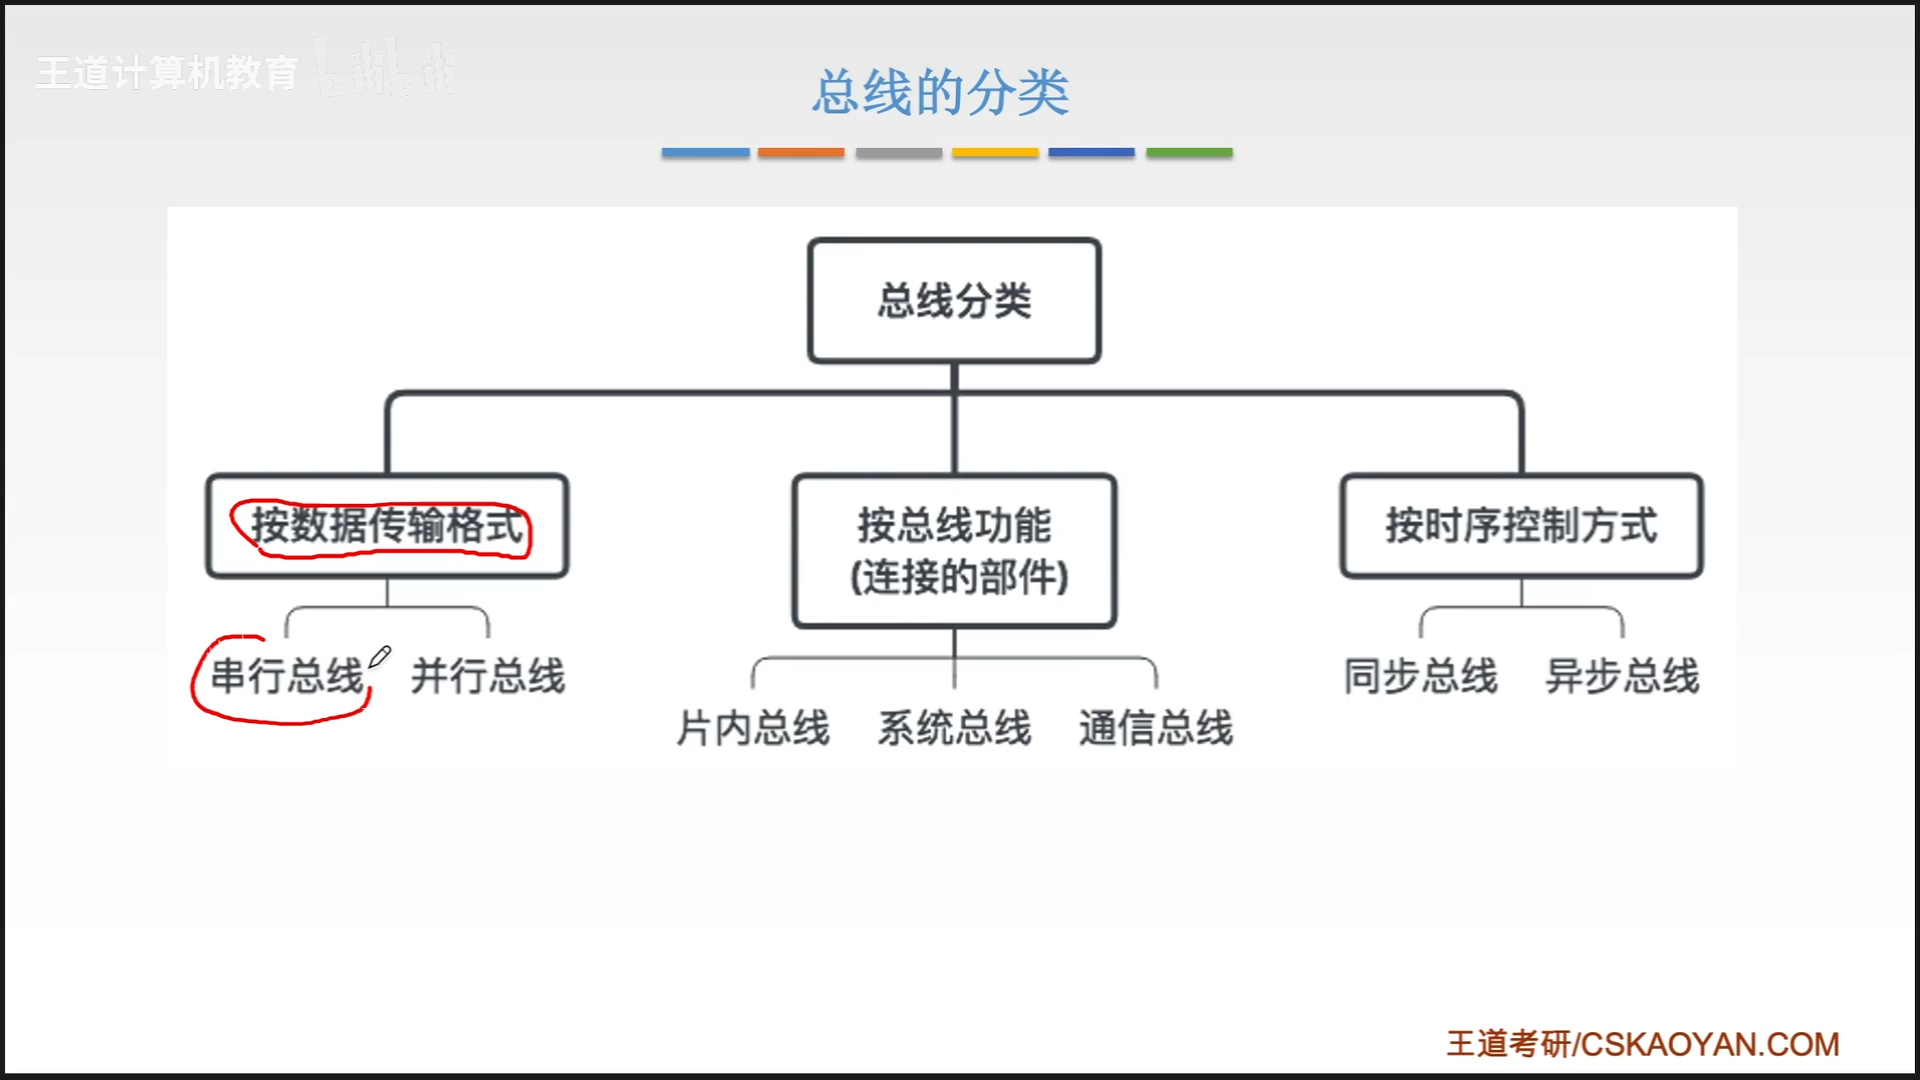 王道计算机教育 bilibili
总线的分类
总线分类
按数据传输格式
按总线功能
(连接的部件)
按时序控制方式
串行总线
并行总线
片内总线
系统总线
通信总线
同步总线
异步总线
王道考研/CSKAOYAN.COM